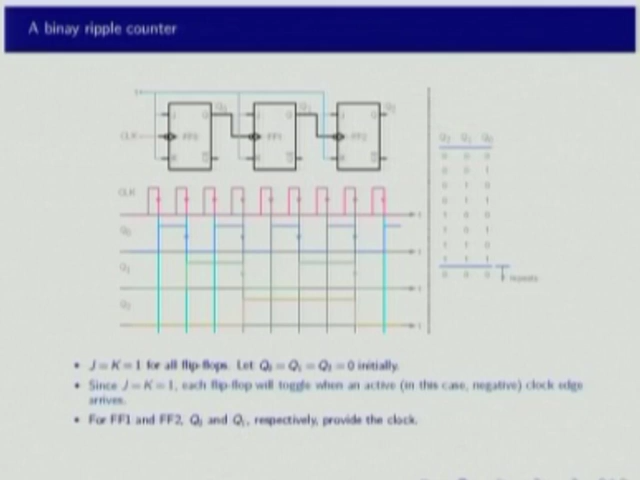 A binay ripple counter
1
J Q Q₀ J Q Q₁ J Q Q₂
CLK FF0 FF1 FF2
K Q K Q K Q
CLK
t
Q₀
t
Q₁
t
Q₂
t
Q₂ Q₁ Q₀
0 0 0
0 0 1
0 1 0
0 1 1
1 0 0
1 0 1
1 1 0
1 1 1
0 0 0 repeats
• J = K = 1 for all flip-flops. Let Q₀ = Q₁ = Q₂ = 0 initially.
• Since J = K = 1, each flip-flop will toggle when an active (in this case, negative) clock edge
arrives.
• For FF1 and FF2, Q₀ and Q₁, respectively, provide the clock.